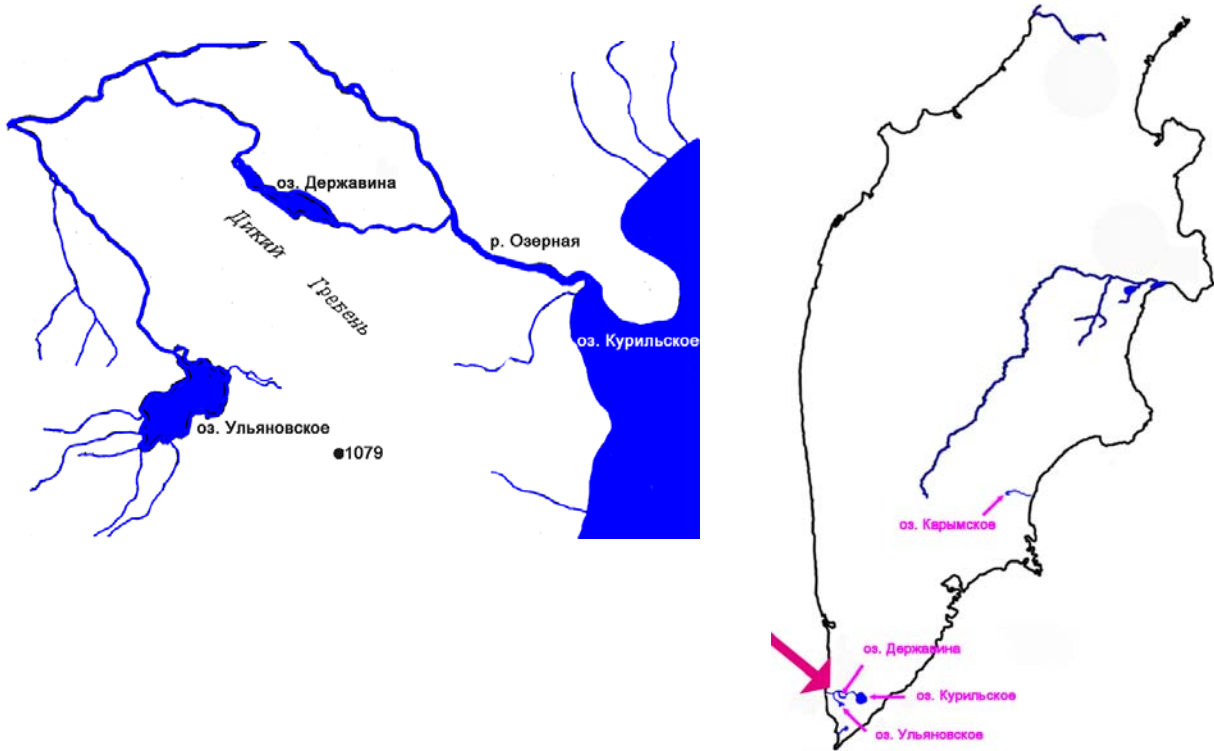 оз. Державина
Дикий
Гребень
р. Озерная
оз. Курильское
оз. Ульяновское
1079
оз. Карымское
оз. Державина
оз. Курильское
оз. Ульяновское